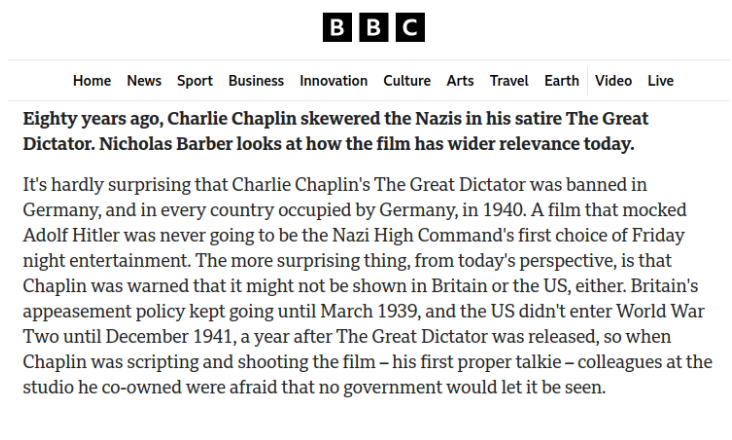 BBC
Home News Sport Business Innovation Culture Arts Travel Earth Video Live
Eighty years ago, Charlie Chaplin skewered the Nazis in his satire The Great
Dictator. Nicholas Barber looks at how the film has wider relevance today.
It's hardly surprising that Charlie Chaplin's The Great Dictator was banned in
Germany, and in every country occupied by Germany, in 1940. A film that mocked
Adolf Hitler was never going to be the Nazi High Command's first choice of Friday
night entertainment. The more surprising thing, from today's perspective, is that
Chaplin was warned that it might not be shown in Britain or the US, either. Britain's
appeasement policy kept going until March 1939, and the US didn't enter World War
Two until December 1941, a year after The Great Dictator was released, so when
Chaplin was scripting and shooting the film – his first proper talkie – colleagues at the
studio he co-owned were afraid that no government would let it be seen.